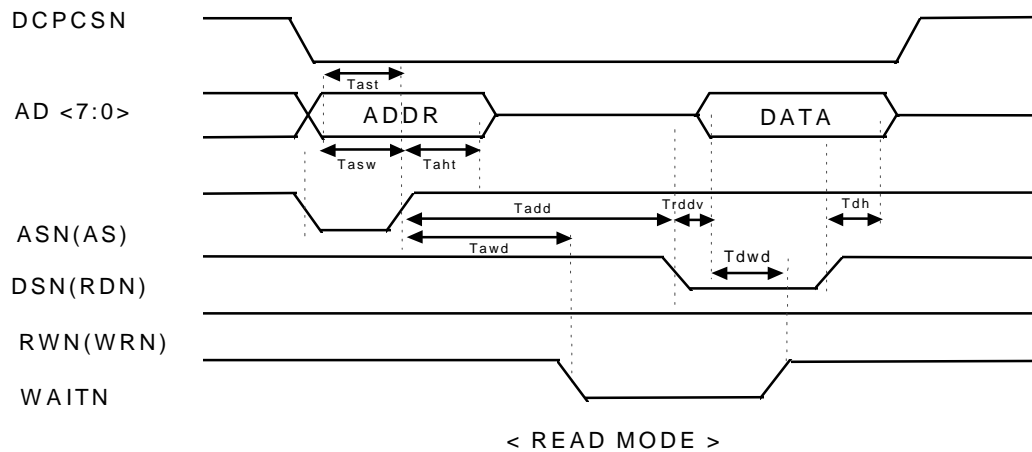 DCPCSN
Tast
AD <7:0>
ADDR
DATA
Tasw
Taht
Tadd
Trddv
Tdh
ASN(AS)
Tawd
Tdwd
DSN(RDN)
RWN(WRN)
WAITN
< READ MODE >